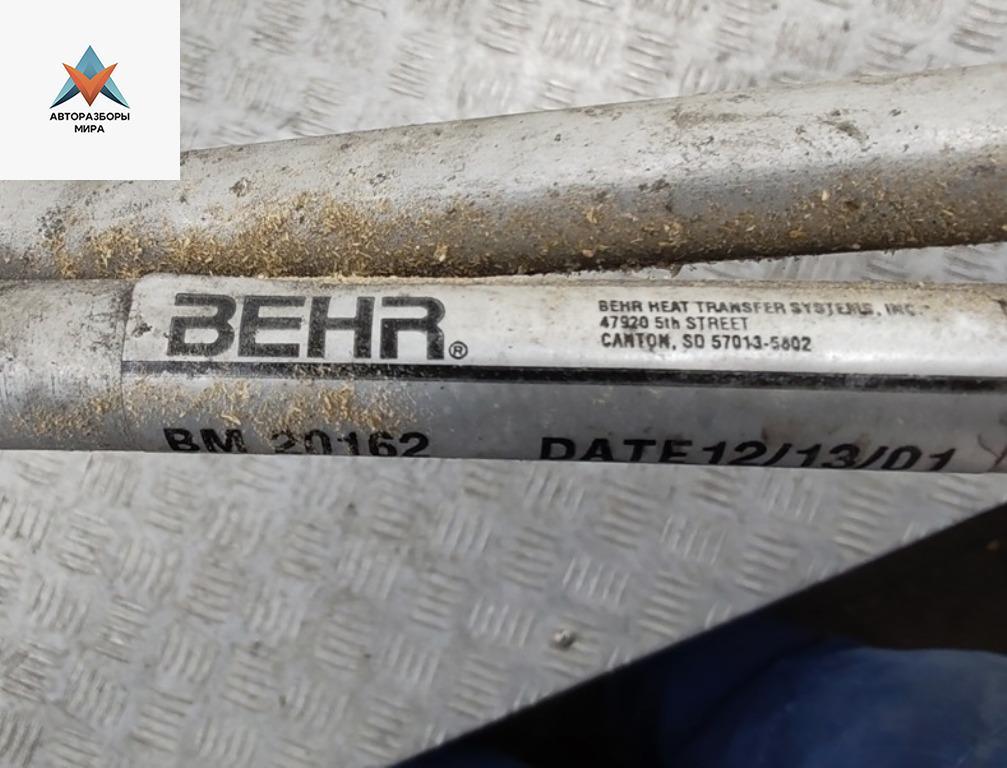 АВТОРАЗБОРЫ
МИРА
BEHR®
BEHR HEAT TRANSFER SYSTEMS, INC.
47920 5th STREET
CANTON, SD 57013-5802
BM 20162
DATE 12/13/01